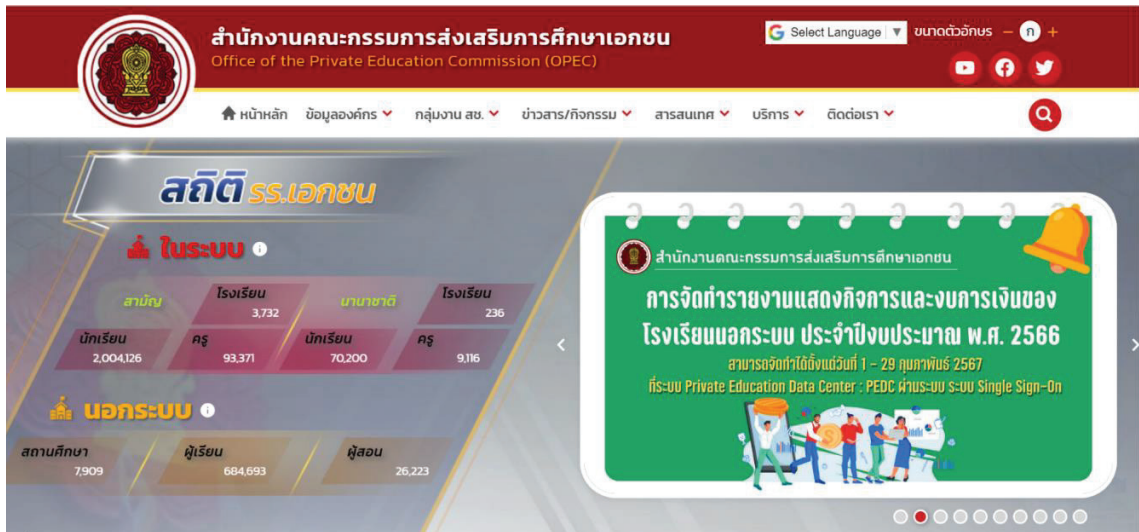 สำนักงานคณะกรรมการส่งเสริมการศึกษาเอกชน
Office of the Private Education Commission (OPEC)
Select Language ▼
ขนาดตัวอักษร − ก +
หน้าหลัก ข้อมูลองค์กร กลุ่มงาน สช. ข่าวสาร/กิจกรรม สารสนเทศ บริการ ติดต่อเรา
สถิติ รร.เอกชน
ในระบบ
สามัญ
โรงเรียน
3,732
นานาชาติ
โรงเรียน
236
นักเรียน
2,004,126
ครู
93,371
นักเรียน
70,200
ครู
9,116
นอกระบบ
สถานศึกษา
7,909
ผู้เรียน
684,693
ผู้สอน
26,223
สำนักงานคณะกรรมการส่งเสริมการศึกษาเอกชน
การจัดทำรายงานแสดงกิจการและงบการเงินของ
โรงเรียนนอกระบบ ประจำปีงบประมาณ พ.ศ. 2566
สามารถจัดทำได้ตั้งแต่วันที่ 1 - 29 กุมภาพันธ์ 2567
ที่ระบบ Private Education Data Center : PEDC ผ่านระบบ ระบบ Single Sign-On